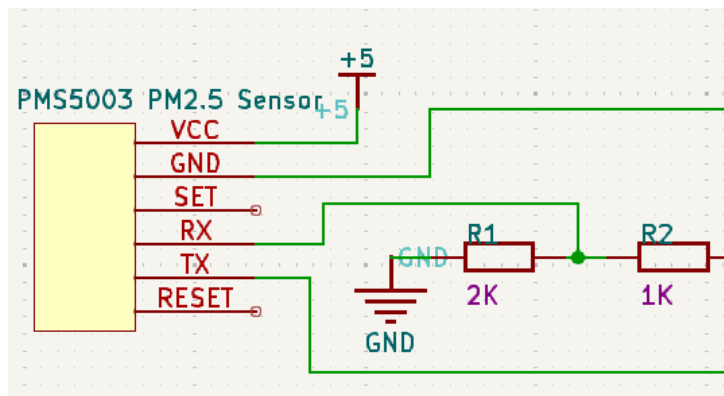 +5
PMS5003 PM2.5 Sensor
+5
VCC
GND
SET
RX
TX
RESET
R1
R2
GND
2K
1K
GND